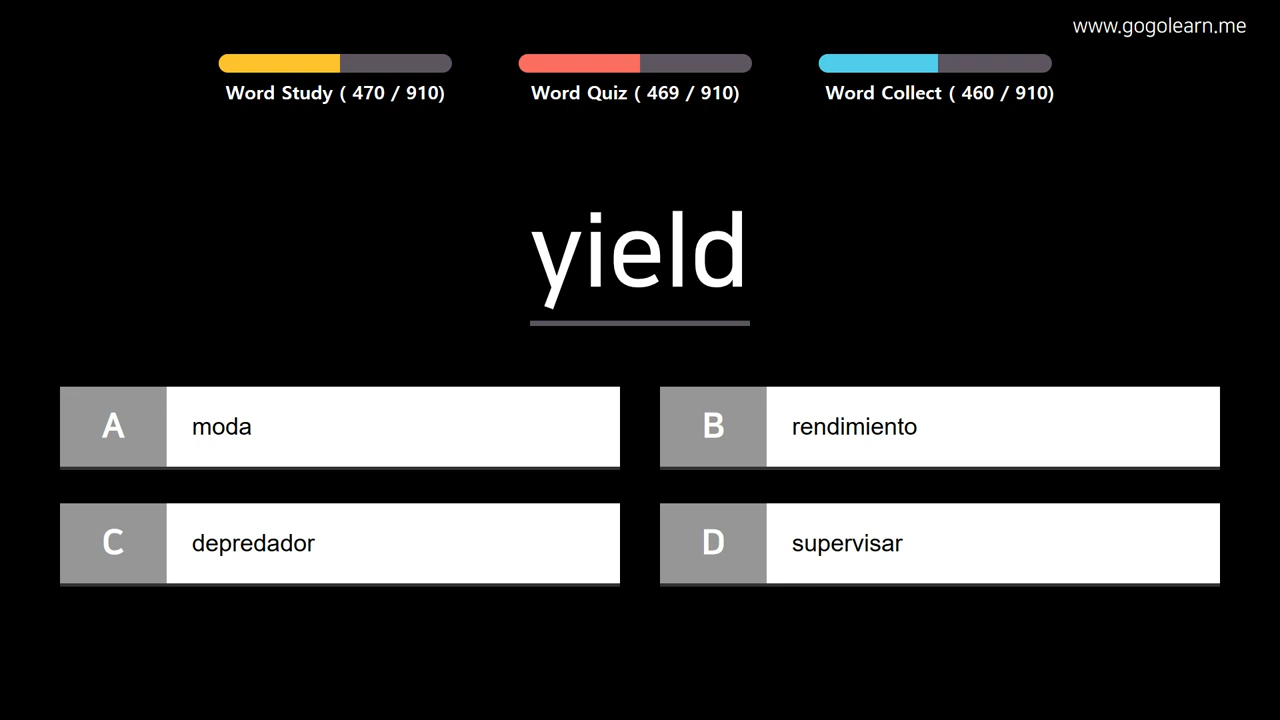 www.gogolearn.me
Word Study ( 470 / 910)
Word Quiz ( 469 / 910)
Word Collect ( 460 / 910)
yield
A
moda
B
rendimiento
C
depredador
D
supervisar